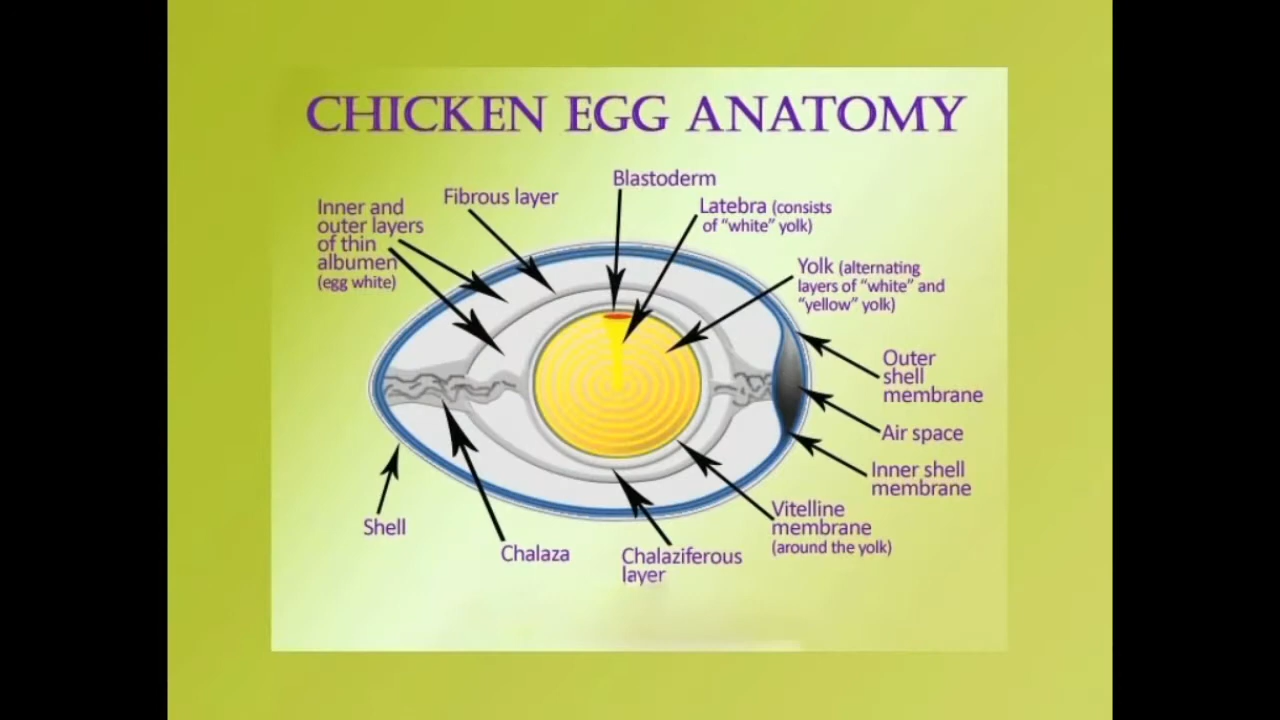 CHICKEN EGG ANATOMY
Blastoderm
Fibrous layer
Inner and
outer layers
of thin
albumen
(egg white)
Latebra (consists
of “white” yolk)
Yolk (alternating
layers of “white” and
“yellow” yolk)
Outer
shell
membrane
Air space
Inner shell
membrane
Vitelline
membrane
(around the yolk)
Chalaziferous
layer
Chalaza
Shell